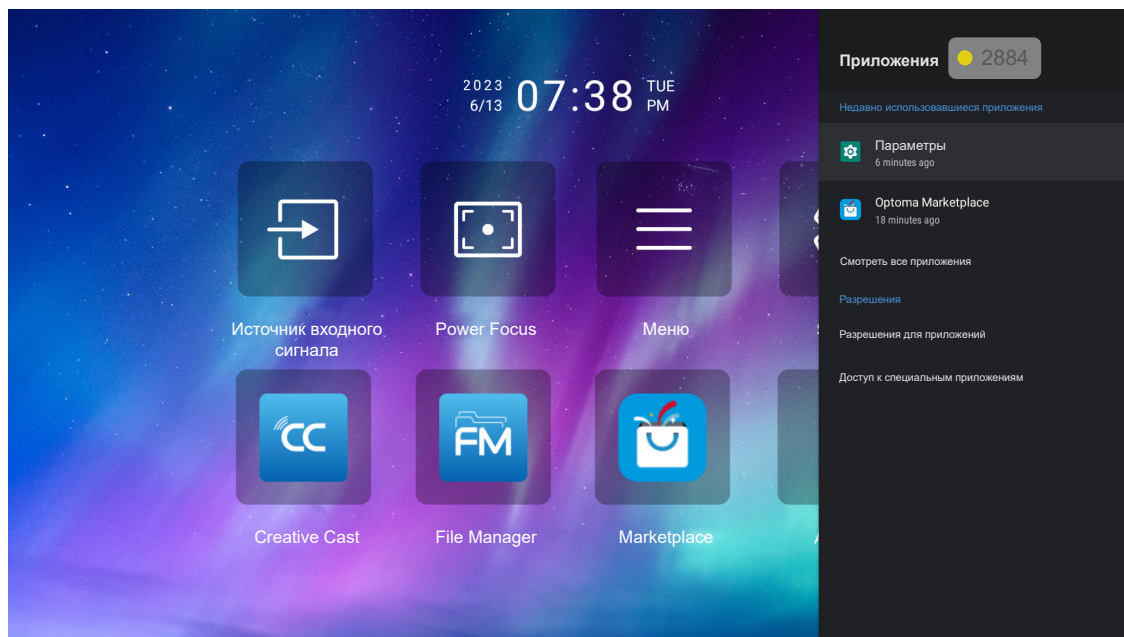 2023
6/13
07:38
TUE
PM
Источник входного
сигнала
Power Focus
Меню
CC
Creative Cast
FM
File Manager
Marketplace
Приложения
2884
Недавно использовавшиеся приложения
Параметры
6 minutes ago
Optoma Marketplace
18 minutes ago
Смотреть все приложения
Разрешения
Разрешения для приложений
Доступ к специальным приложениям